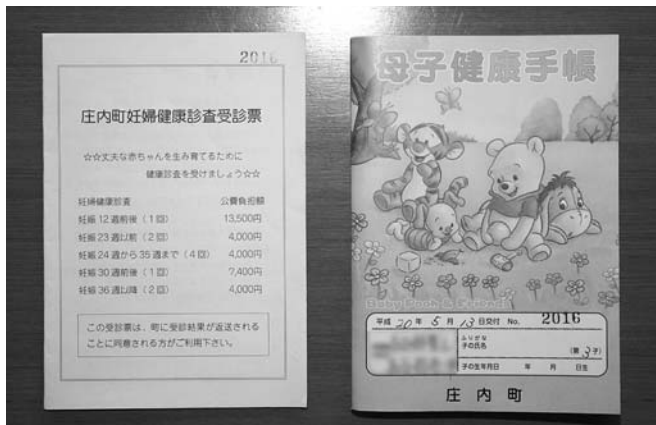 2016
庄内町妊婦健康診査受診票
☆☆丈夫な赤ちゃんを生み育てるために
健康診査を受けましょう☆☆
妊婦健康診査 公費負担額
妊娠12週前後（1回） 13,500円
妊娠23週以前（2回） 4,000円
妊娠24週から35週まで（4回） 4,000円
妊娠30週前後（1回） 7,400円
妊娠36週以降（2回） 4,000円
この受診票は、町に受診結果が返送される
ことに同意される方がご利用下さい。
母子健康手帳
Baby Pooh & Friends
平成 20年 5月 13日交付 No. 2016
ふりがな
子の氏名
（第3子）
子の生年月日 年 月 日生
庄内町